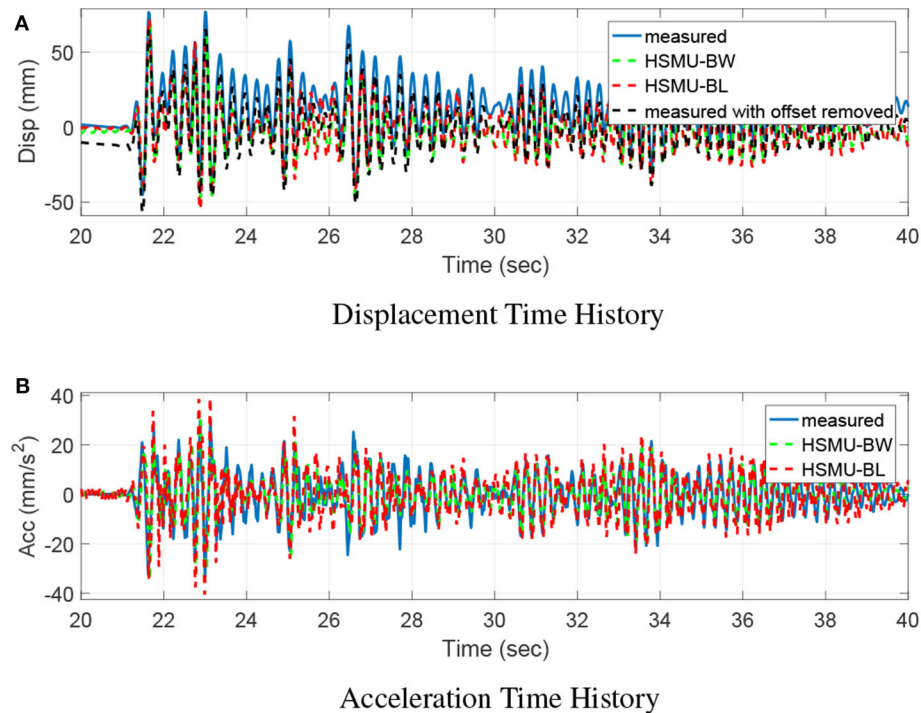 A
Disp (mm)
50
0
-50
measured
HSMU-BW
HSMU-BL
measured with offset removed
20 22 24 26 28 30 32 34 36 38 40
Time (sec)
Displacement Time History
B
Acc (mm/s²)
40
20
0
-20
-40
measured
HSMU-BW
HSMU-BL
20 22 24 26 28 30 32 34 36 38 40
Time (sec)
Acceleration Time History